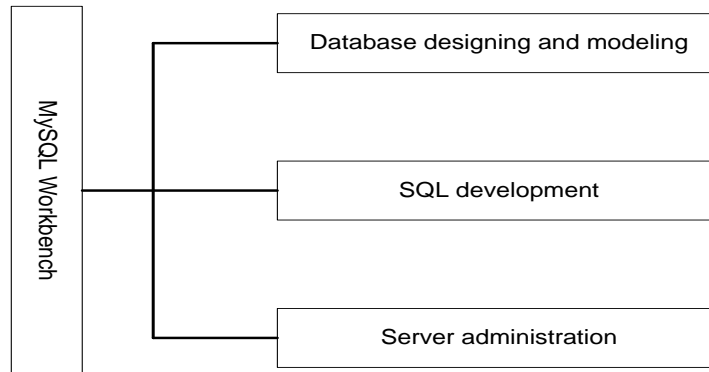 MySQL Workbench
Database designing and modeling
SQL development
Server administration